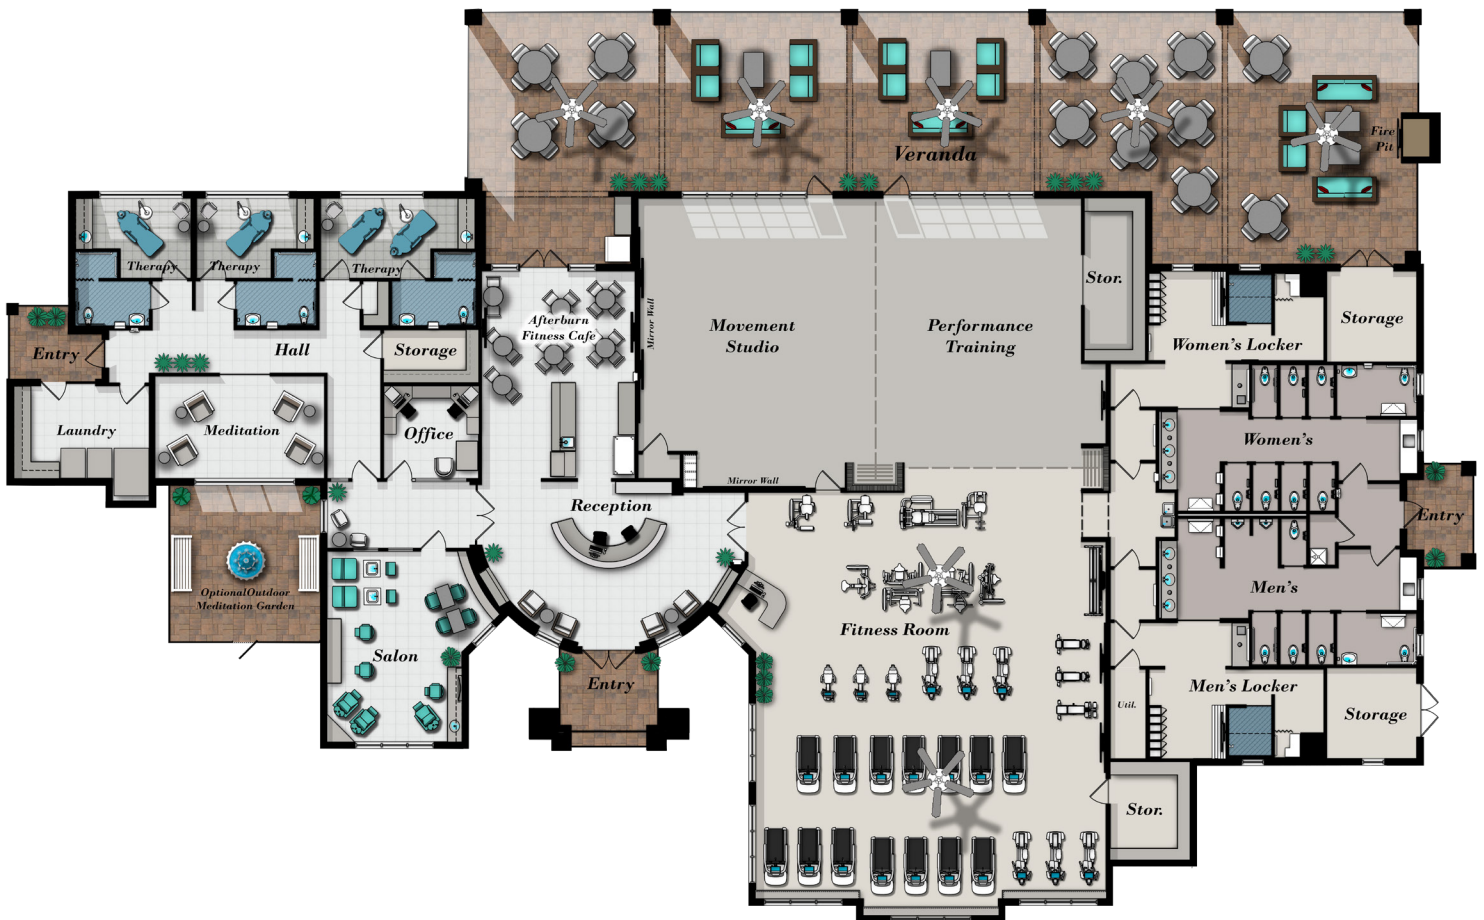 Veranda
Fire
Pit
Therapy
Therapy
Therapy
Entry
Hall
Storage
Afterburn
Fitness Cafe
Mirror Wall
Movement
Studio
Performance
Training
Stor.
Women's Locker
Storage
Laundry
Meditation
Office
Women's
Mirror Wall
Reception
Entry
OptionalOutdoor
Meditation Garden
Men's
Fitness Room
Salon
Entry
Men's Locker
Util.
Storage
Stor.